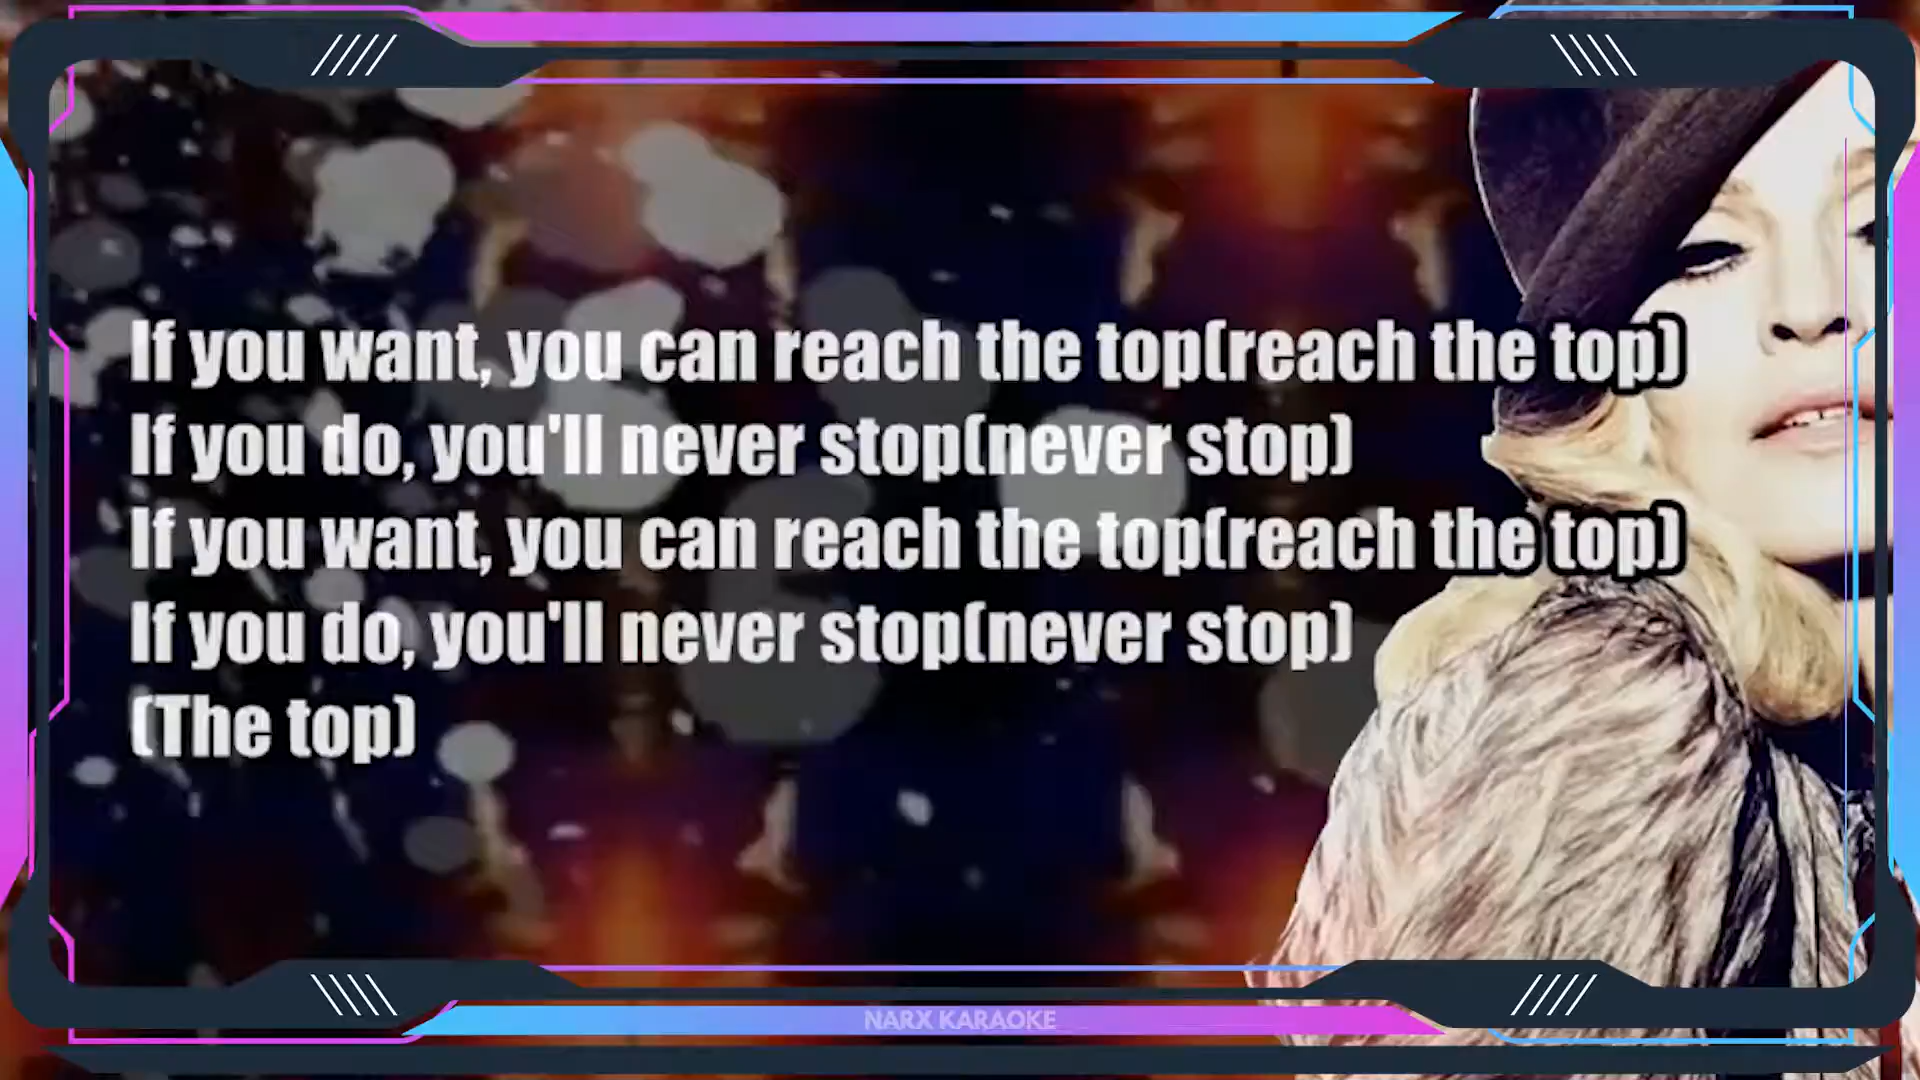 If you want, you can reach the top(reach the top)
If you do, you'll never stop(never stop)
If you want, you can reach the top(reach the top)
If you do, you'll never stop(never stop)
(The top)
NARX KARAOKE